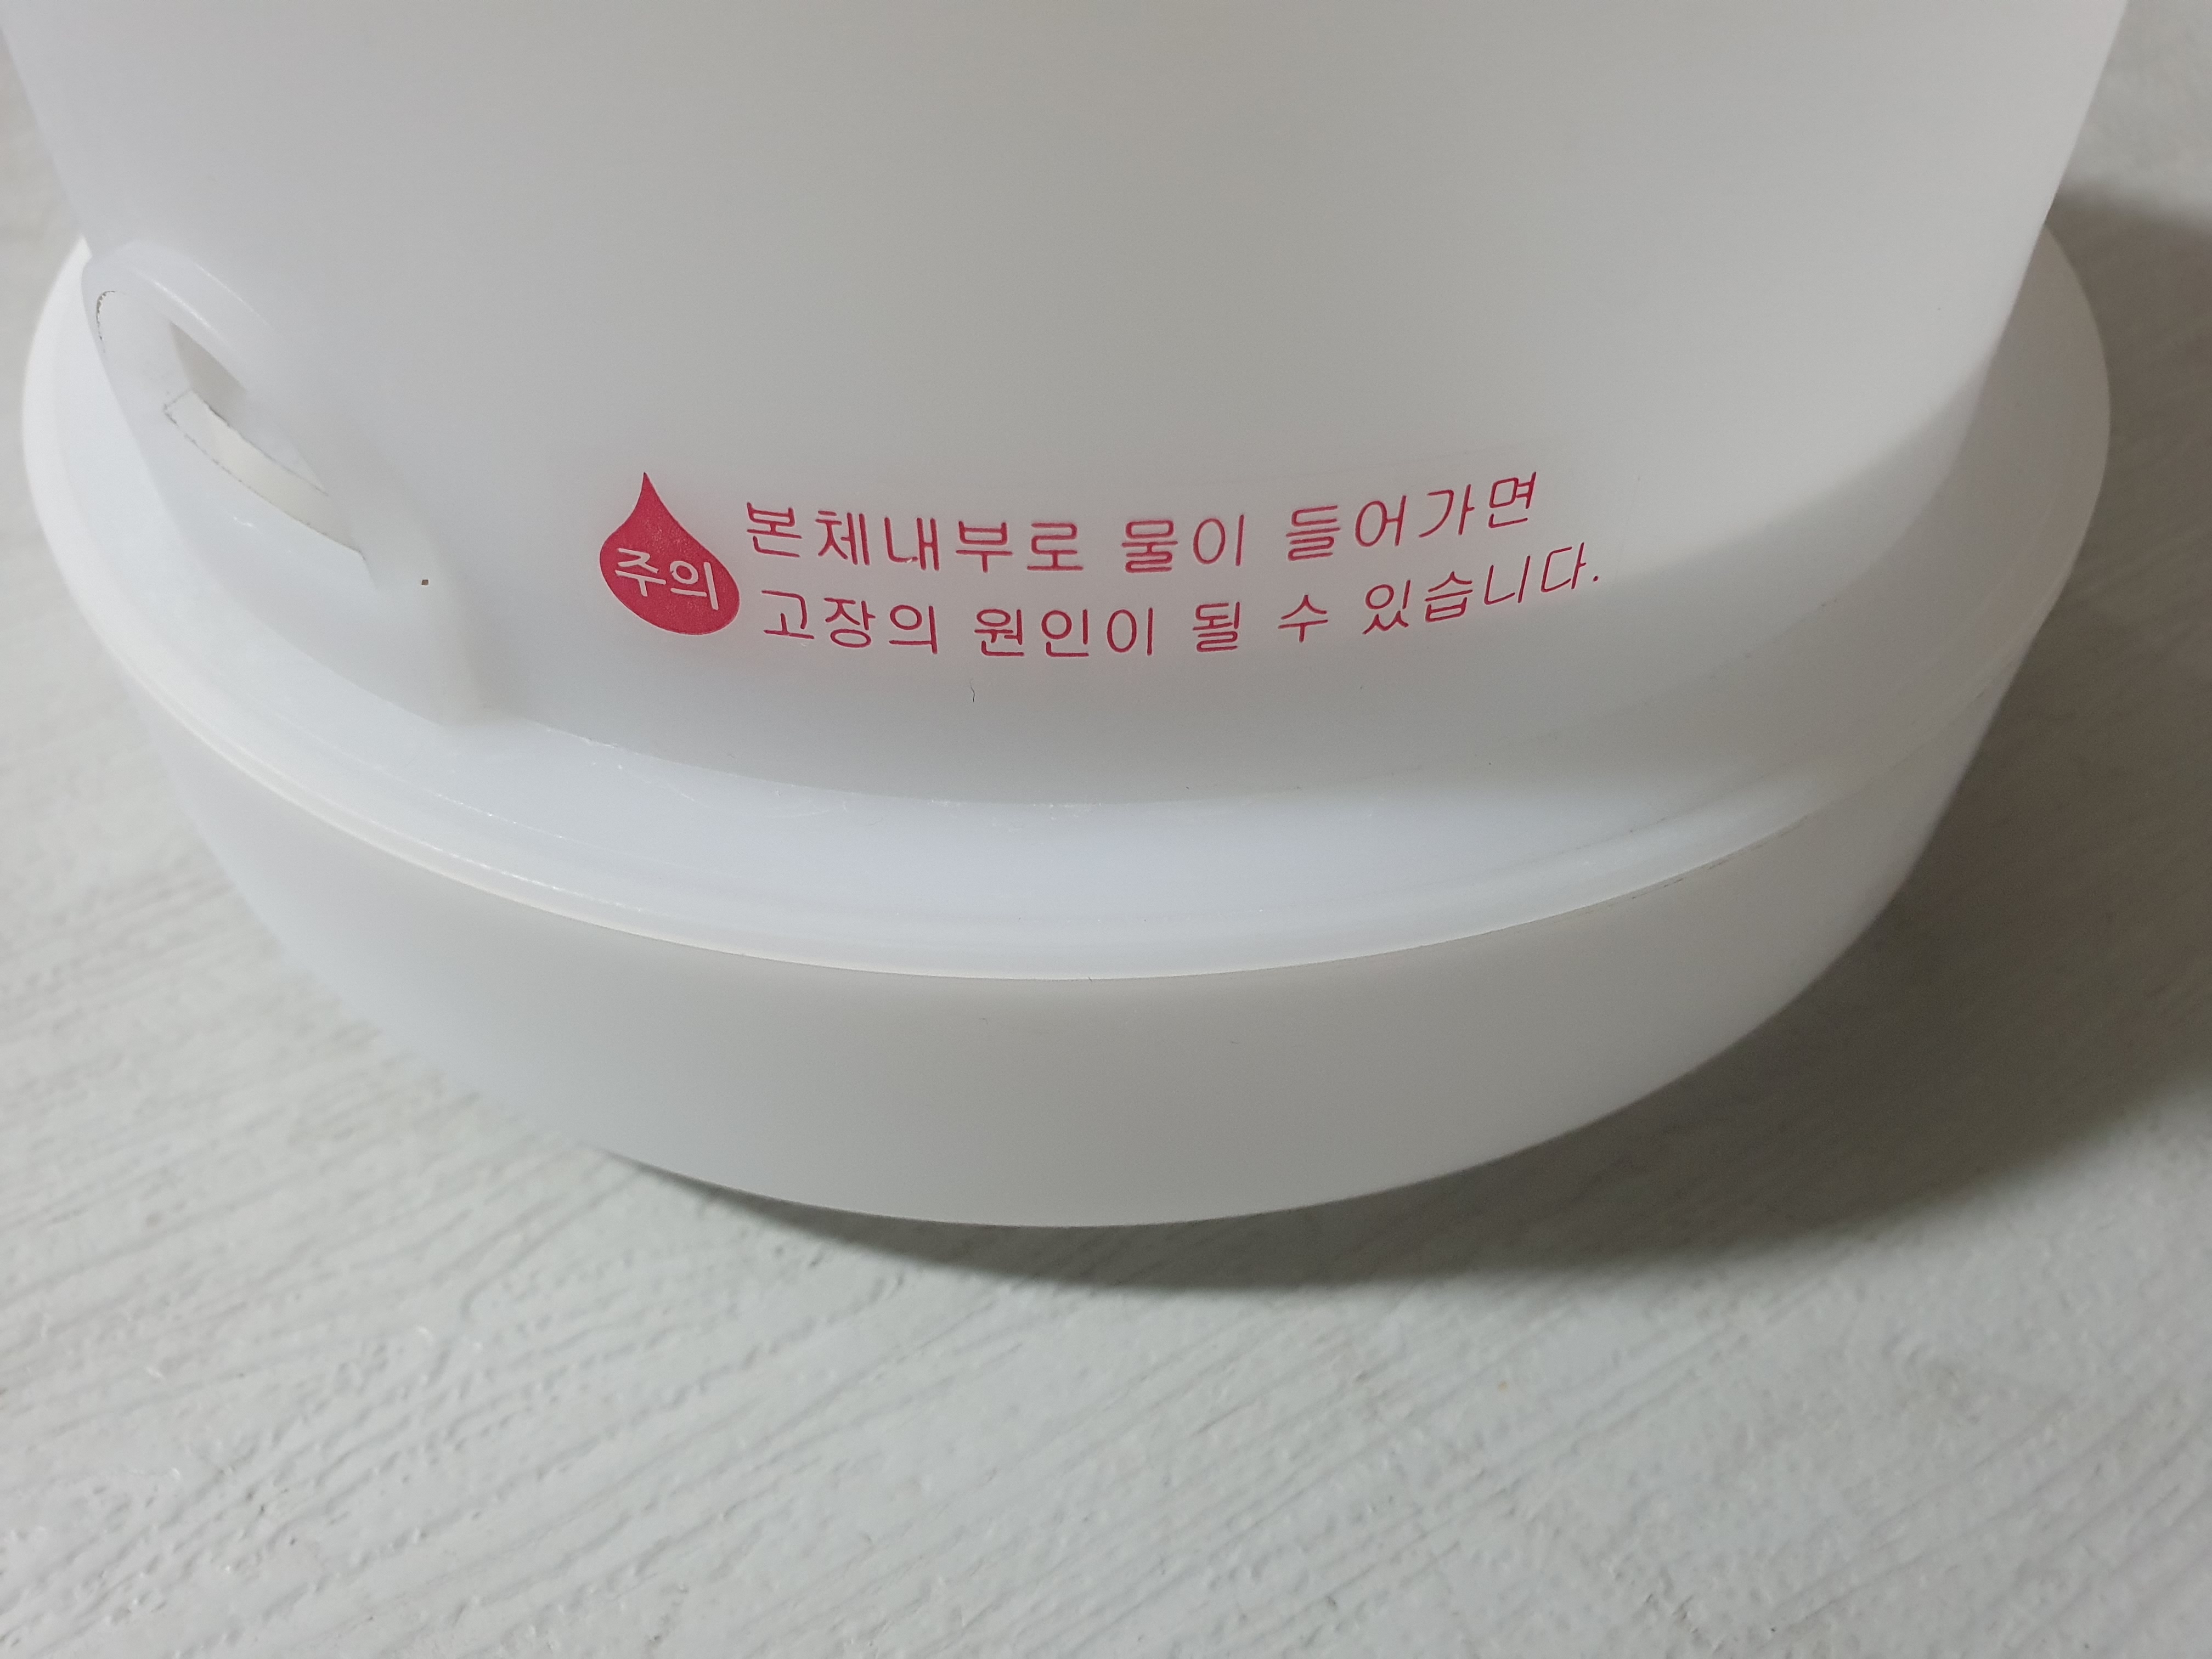 주의
본체내부로 물이 들어가면
고장의 원인이 될 수 있습니다.